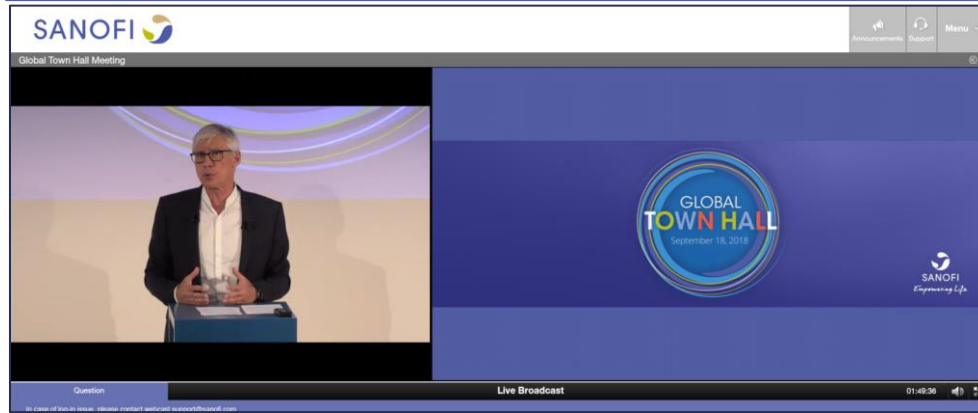 SANOFI
Announcements
Support
Menu
Global Town Hall Meeting
GLOBAL
TOWN HALL
September 18, 2018
SANOFI
Empowering Life
Question
Live Broadcast
01:49:36
In case of log-in issue, please contact webcast.support@sanofi.com